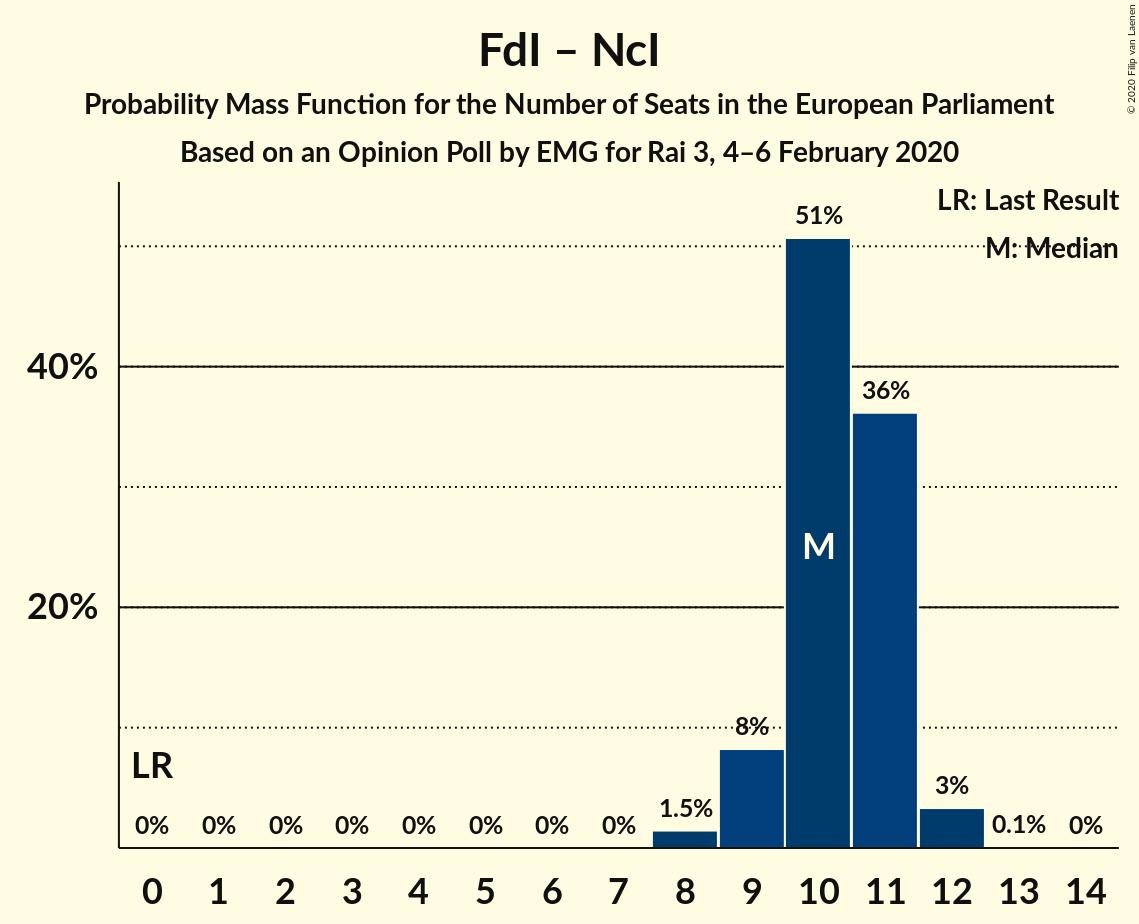 FdI – NcI
Probability Mass Function for the Number of Seats in the European Parliament
Based on an Opinion Poll by EMG for Rai 3, 4–6 February 2020
© 2020 Filip van Laenen
LR: Last Result
M: Median
51%
40%
36%
M
20%
8%
LR
3%
1.5%
0% 0% 0% 0% 0% 0% 0% 0% 0.1% 0%
0 1 2 3 4 5 6 7 8 9 10 11 12 13 14